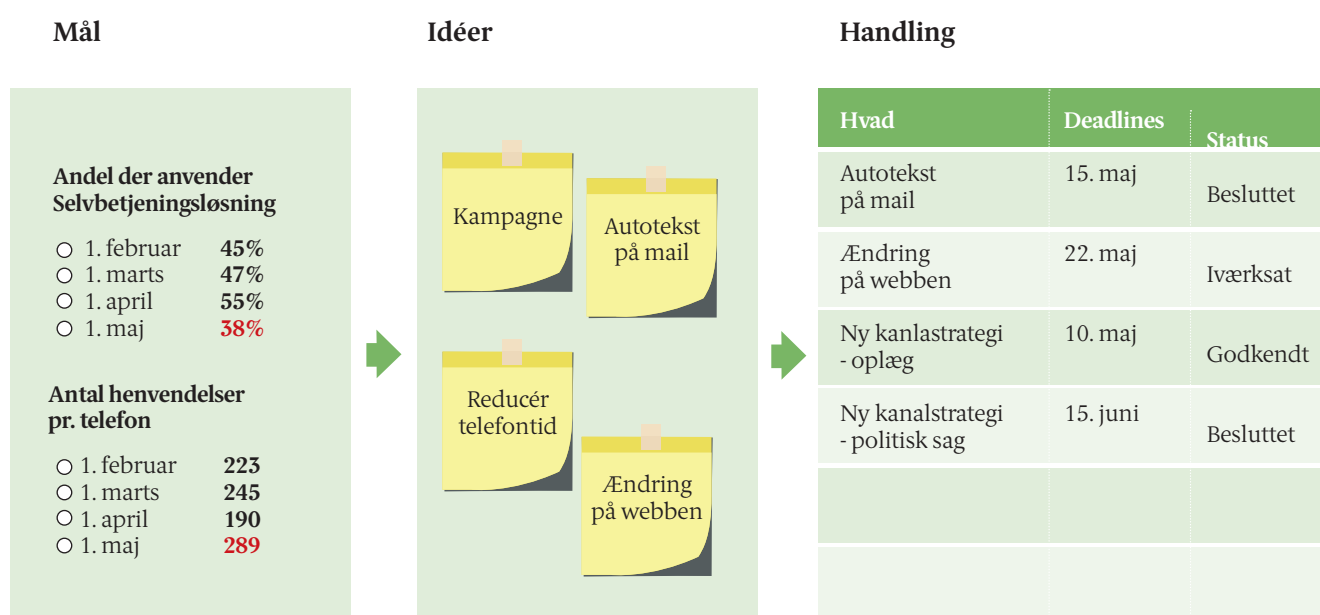 Mål
Idéer
Handling
Andel der anvender
Selvbetjeningsløsning
1. februar 45%
1. marts 47%
1. april 55%
1. maj 38%
Antal henvendelser
pr. telefon
1. februar 223
1. marts 245
1. april 190
1. maj 289
Kampagne
Autotekst
på mail
Reducér
telefontid
Ændring
på webben
Hvad Deadlines Status
Autotekst 15. maj
på mail Besluttet
Ændring 22. maj
på webben Iværksat
Ny kanlastrategi 10. maj
- oplæg Godkendt
Ny kanalstrategi 15. juni
- politisk sag Besluttet